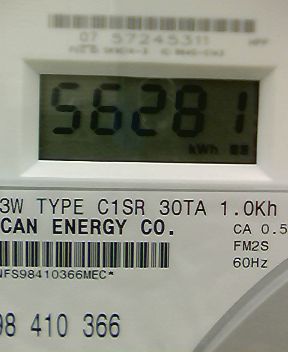 07 57245311
56281
kWh
3W TYPE C1SR 30TA 1.0Kh
CAN ENERGY CO.
CA 0.5
FM2S
NFS98410366MEC*
60Hz
98 410 366